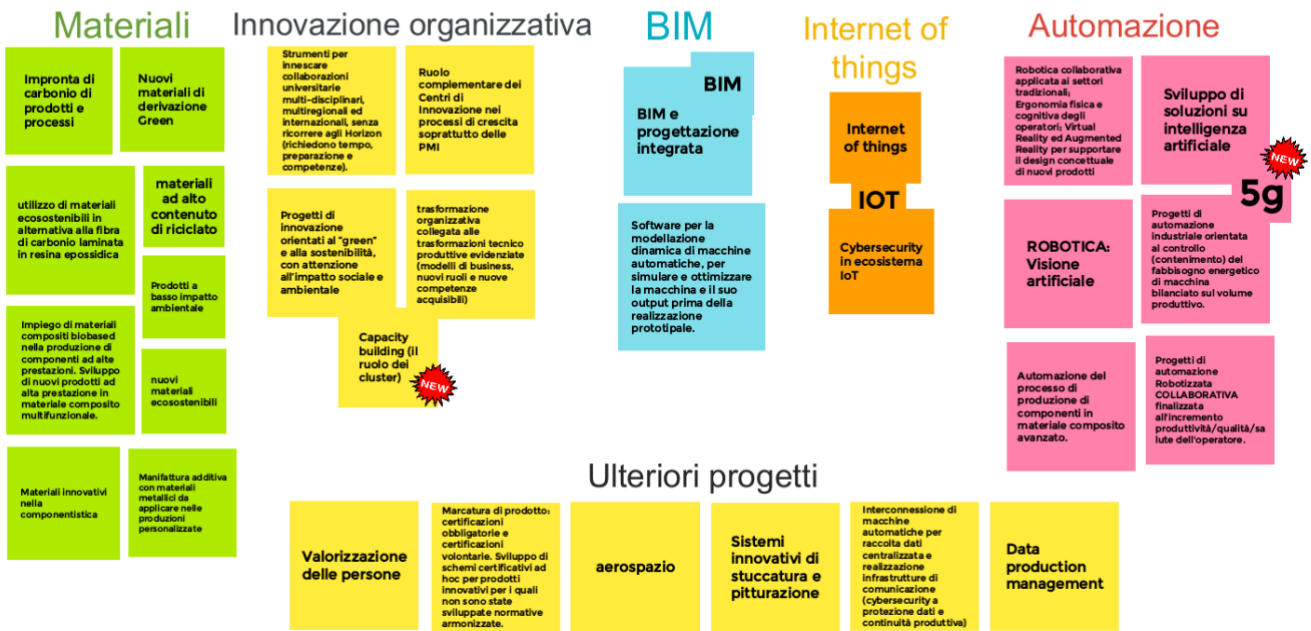 Materiali
Impronta di
carbonio di
prodotti e
processi
Nuovi
materiali di
derivazione
Green
utilizzo di materiali
ecosostenibili in
alternativa alla fibra
di carbonio laminata
in resina epossidica
materiali
ad alto
contenuto
di riciclato
Prodotti a
basso impatto
ambientale
Impiego di materiali
compositi biobased
nella produzione di
componenti ad alte
prestazioni. Sviluppo
di nuovi prodotti ad
alta prestazione in
materiale composito
multifunzionale.
nuovi
materiali
ecosostenibili
Materiali innovativi
nella
componentistica
Manifattura additiva
con materiali
metallici da
applicare nelle
produzioni
personalizzate
Innovazione organizzativa
Strumenti per
innescare
collaborazioni
universitarie
multi-disciplinari,
multiregionali ed
internazionali, senza
ricorrere agli Horizon
(richiedono tempo,
preparazione e
competenze).
Ruolo
complementare dei
Centri di
Innovazione nei
processi di crescita
soprattutto delle
PMI
Progetti di
innovazione
orientati al "green"
e alla sostenibilità,
con attenzione
all'impatto sociale e
ambientale
trasformazione
organizzativa
collegata alle
trasformazioni tecnico
produttive evidenziate
(modelli di business,
nuovi ruoli e nuove
competenze
acquisibili)
Capacity
building (il
ruolo dei
cluster)
NEW
BIM
BIM
BIM e
progettazione
integrata
Software per la
modellazione
dinamica di macchine
automatiche, per
simulare e ottimizzare
la macchina e il suo
output prima della
realizzazione
prototipale.
Internet of
things
Internet
of things
IOT
Cybersecurity
in ecosistema
IoT
Automazione
Robotica collaborativa
applicata ai settori
tradizionali;
Ergonomia fisica e
cognitiva degli
operatori; Virtual
Reality ed Augmented
Reality per supportare
il design concettuale
di nuovi prodotti
Sviluppo di
soluzioni su
intelligenza
artificiale
NEW
5g
ROBOTICA:
Visione
artificiale
Progetti di
automazione
industriale orientata
al controllo
(contenimento) del
fabbisogno energetico
di macchina
bilanciato sul volume
produttivo.
Automazione del
processo di
produzione di
componenti in
materiale composito
avanzato.
Progetti di
automazione
Robotizzata
COLLABORATIVA
finalizzata
all'incremento
produttività/qualità/sa
lute dell'operatore.
Ulteriori progetti
Valorizzazione
delle persone
Marcatura di prodotto:
certificazioni
obbligatorie e
certificazioni
volontarie. Sviluppo di
schemi certificativi ad
hoc per prodotti
innovativi per i quali
non sono state
sviluppate normative
armonizzate.
aerospazio
Sistemi
innovativi di
stuccatura e
pitturazione
Interconnessione di
macchine
automatiche per
raccolta dati
centralizzata e
realizzazione
infrastrutture di
comunicazione
(cybersecurity a
protezione dati e
continuità produttiva)
Data
production
management